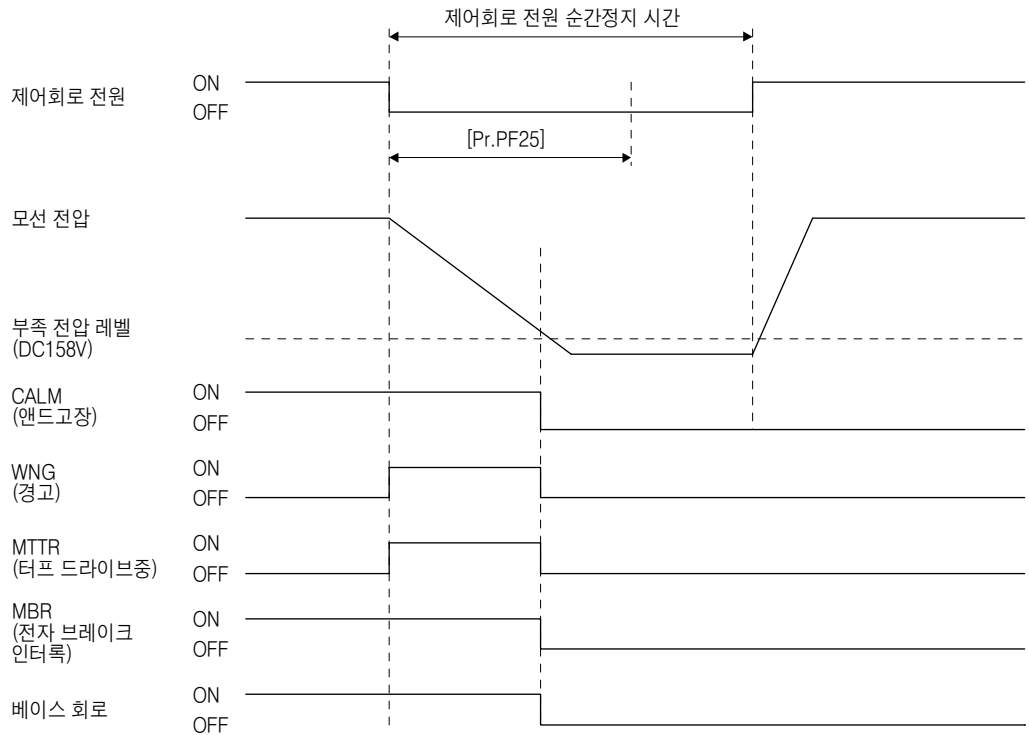 제어회로 전원 순간정지 시간
제어회로 전원
ON
OFF
[Pr.PF25]
모선 전압
부족 전압 레벨
(DC158V)
CALM
(앤드고장)
ON
OFF
WNG
(경고)
ON
OFF
MTTR
(터프 드라이브중)
ON
OFF
MBR
(전자 브레이크
인터록)
ON
OFF
베이스 회로
ON
OFF